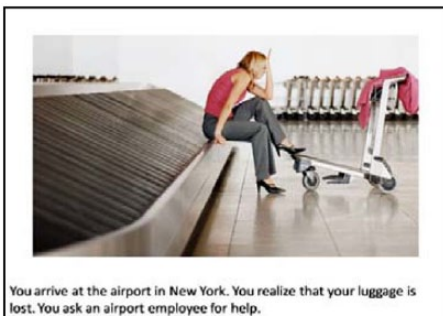 You arrive at the airport in New York. You realize that your luggage is
lost. You ask an airport employee for help.